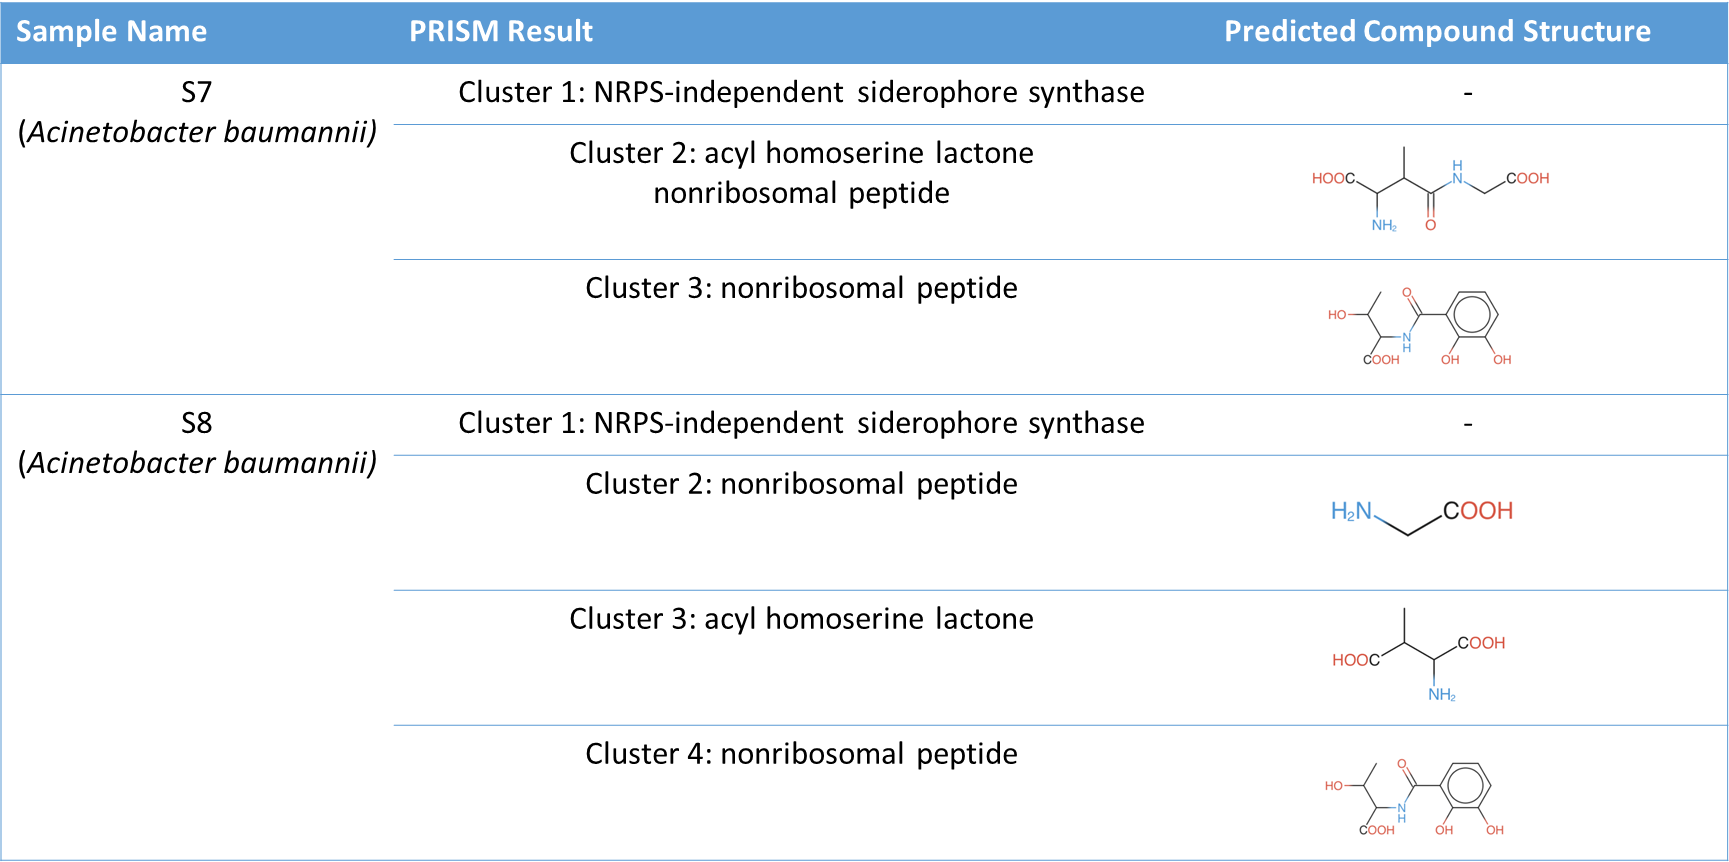 Sample Name PRISM Result Predicted Compound Structure
S7 Cluster 1: NRPS-independent siderophore synthase -
(Acinetobacter baumannii)
Cluster 2: acyl homoserine lactone
nonribosomal peptide
HOOC H N COOH
NH₂ O
Cluster 3: nonribosomal peptide
O
HO N H
COOH OH OH
S8 Cluster 1: NRPS-independent siderophore synthase -
(Acinetobacter baumannii)
Cluster 2: nonribosomal peptide
H₂N COOH
Cluster 3: acyl homoserine lactone
HOOC COOH
NH₂
Cluster 4: nonribosomal peptide
O
HO N H
COOH OH OH